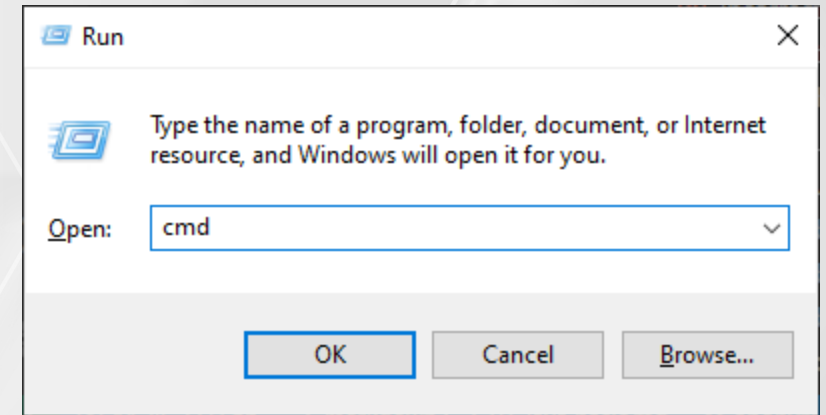 Run
Type the name of a program, folder, document, or Internet
resource, and Windows will open it for you.
Open: cmd
OK Cancel Browse...